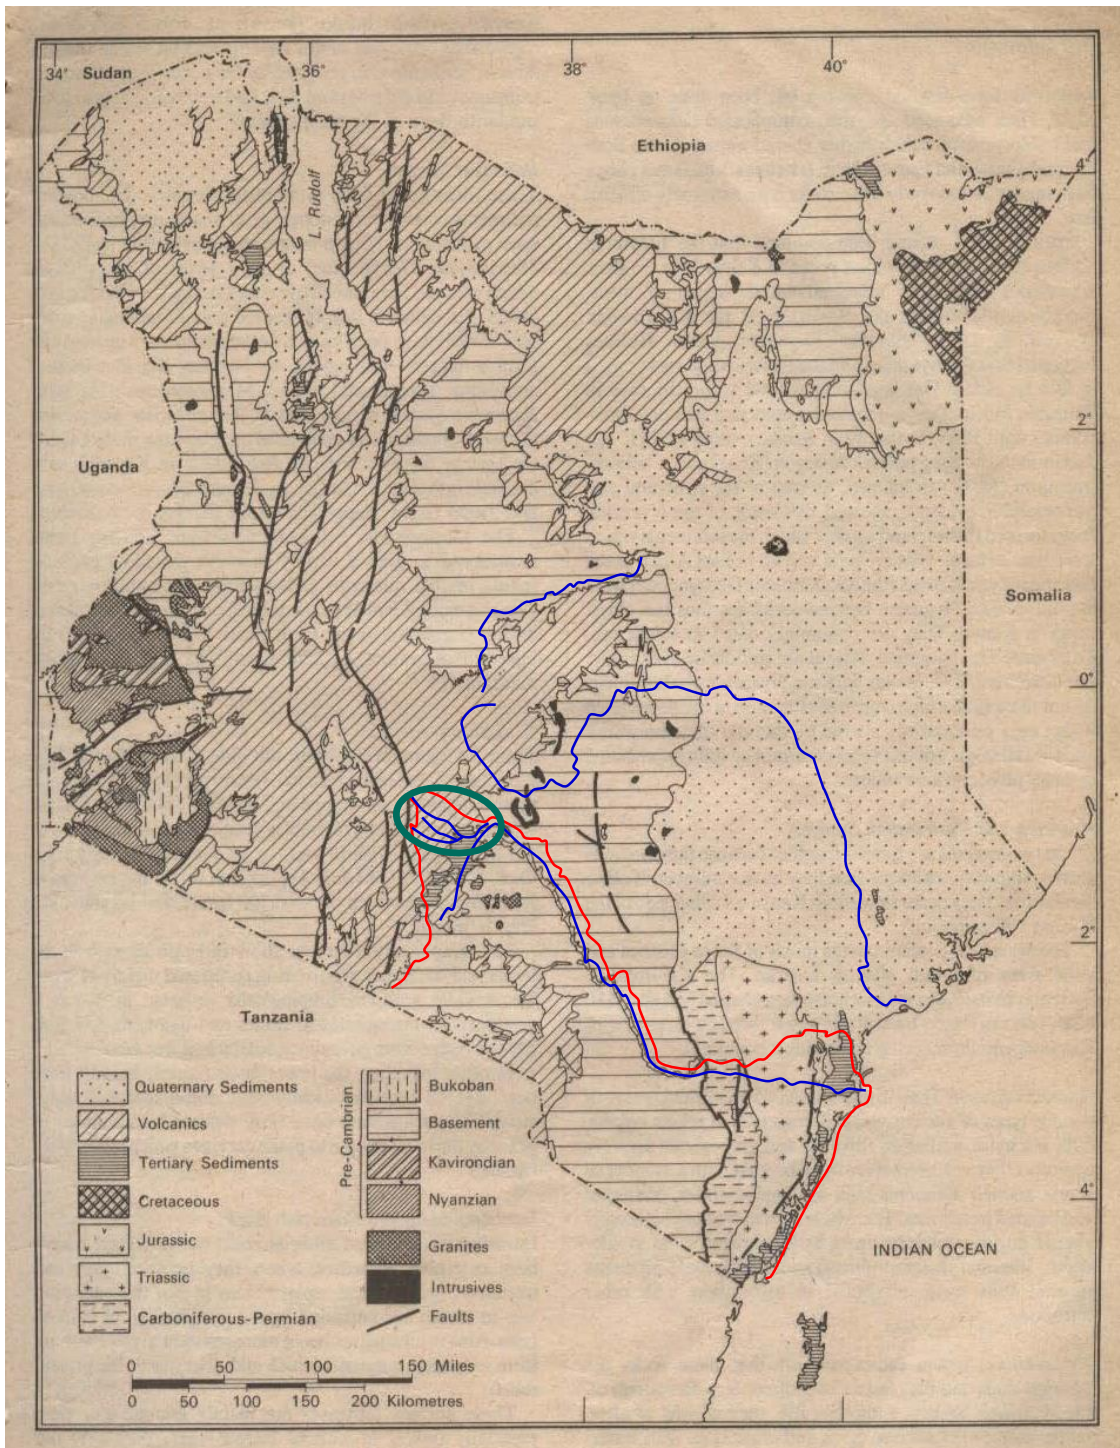 34° Sudan
36°
38°
40°
Ethiopia
4°
L. Rudolf
2°
Uganda
Somalia
0°
2°
Tanzania
4°
INDIAN OCEAN
Quaternary Sediments
Volcanics
Tertiary Sediments
Cretaceous
Jurassic
Triassic
Carboniferous-Permian
Pre-Cambrian
Bukoban
Basement
Kavirondian
Nyanzian
Granites
Intrusives
Faults
0 50 100 150 Miles
0 50 100 150 200 Kilometres